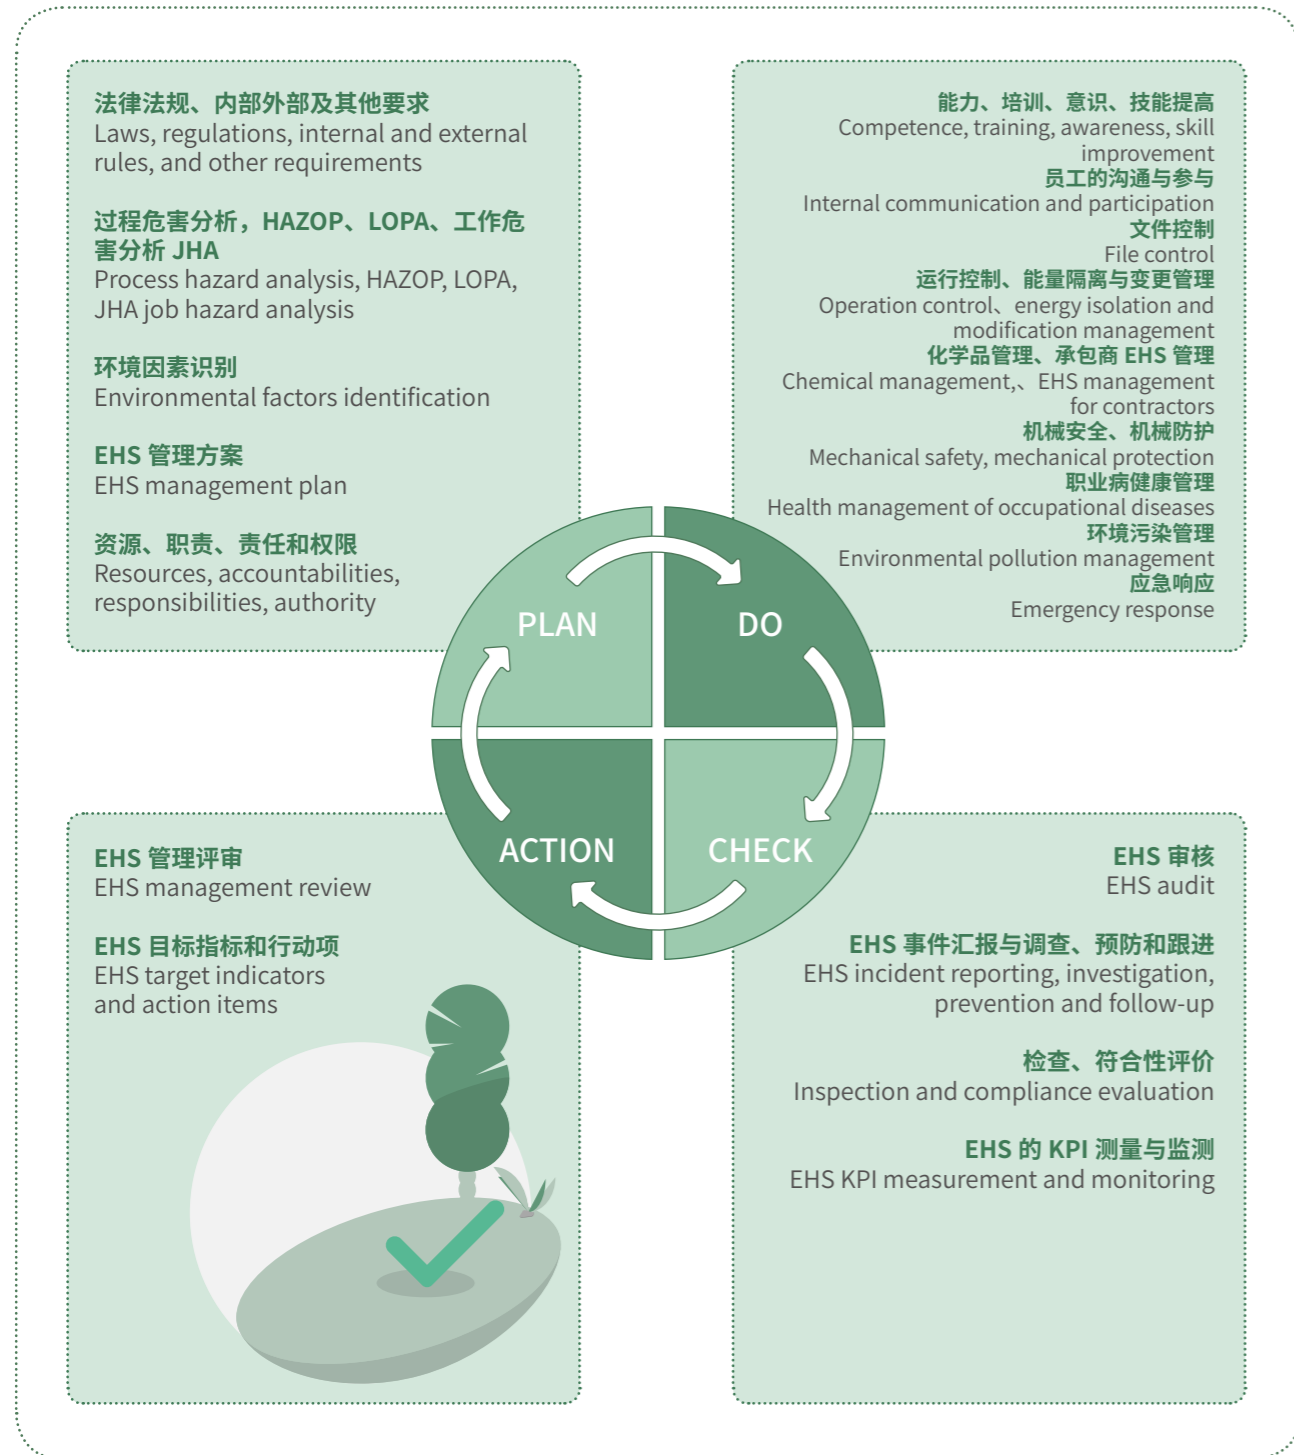 法律法规、内部外部及其他要求
Laws, regulations, internal and external
rules, and other requirements
过程危害分析，HAZOP、LOPA、工作危
害分析 JHA
Process hazard analysis, HAZOP, LOPA,
JHA job hazard analysis
环境因素识别
Environmental factors identification
EHS 管理方案
EHS management plan
资源、职责、责任和权限
Resources, accountabilities,
responsibilities, authority
能力、培训、意识、技能提高
Competence, training, awareness, skill
improvement
员工的沟通与参与
Internal communication and participation
文件控制
File control
运行控制、能量隔离与变更管理
Operation control、energy isolation and
modification management
化学品管理、承包商 EHS 管理
Chemical management,、EHS management
for contractors
机械安全、机械防护
Mechanical safety, mechanical protection
职业病健康管理
Health management of occupational diseases
环境污染管理
Environmental pollution management
应急响应
Emergency response
PLAN
DO
ACTION
CHECK
EHS 管理评审
EHS management review
EHS 目标指标和行动项
EHS target indicators
and action items
EHS 审核
EHS audit
EHS 事件汇报与调查、预防和跟进
EHS incident reporting, investigation,
prevention and follow-up
检查、符合性评价
Inspection and compliance evaluation
EHS 的 KPI 测量与监测
EHS KPI measurement and monitoring